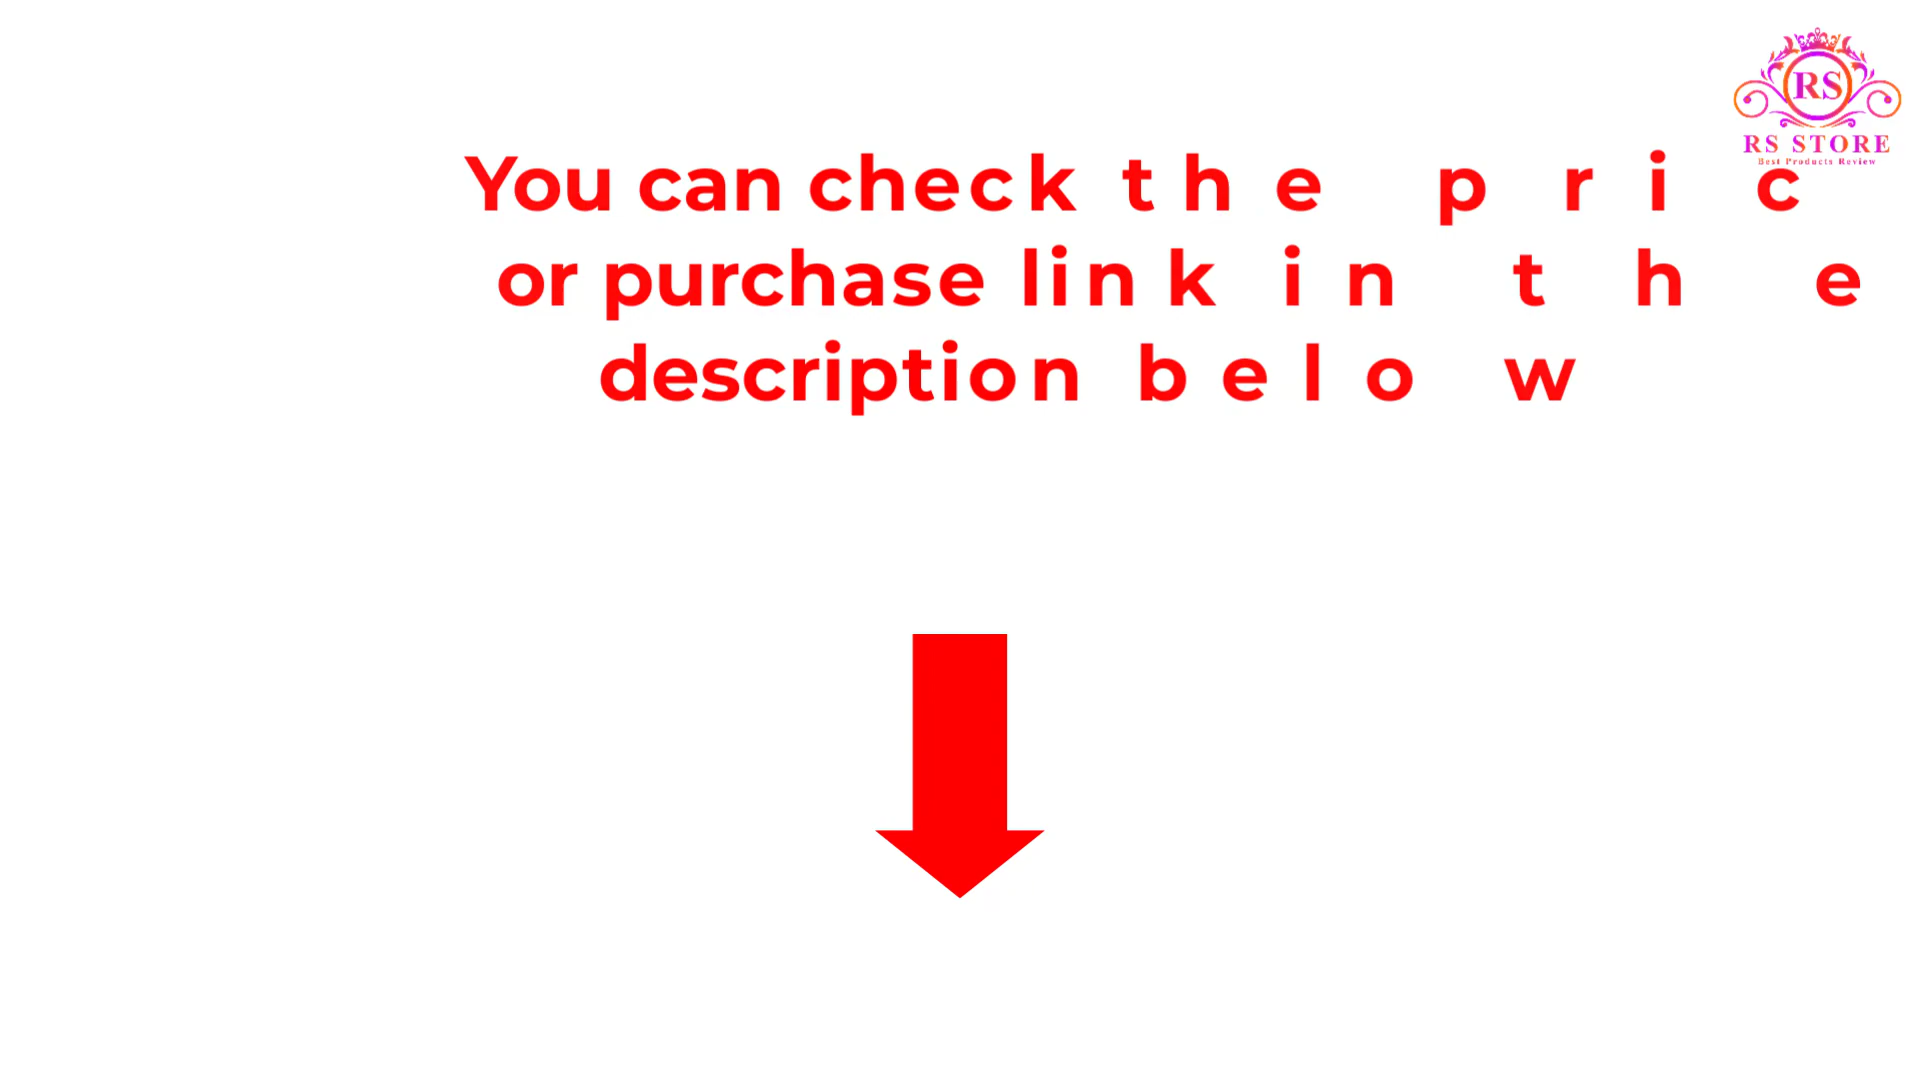 RS
RS STORE
Best Products Review
You can check the pric
or purchase link in the
description below